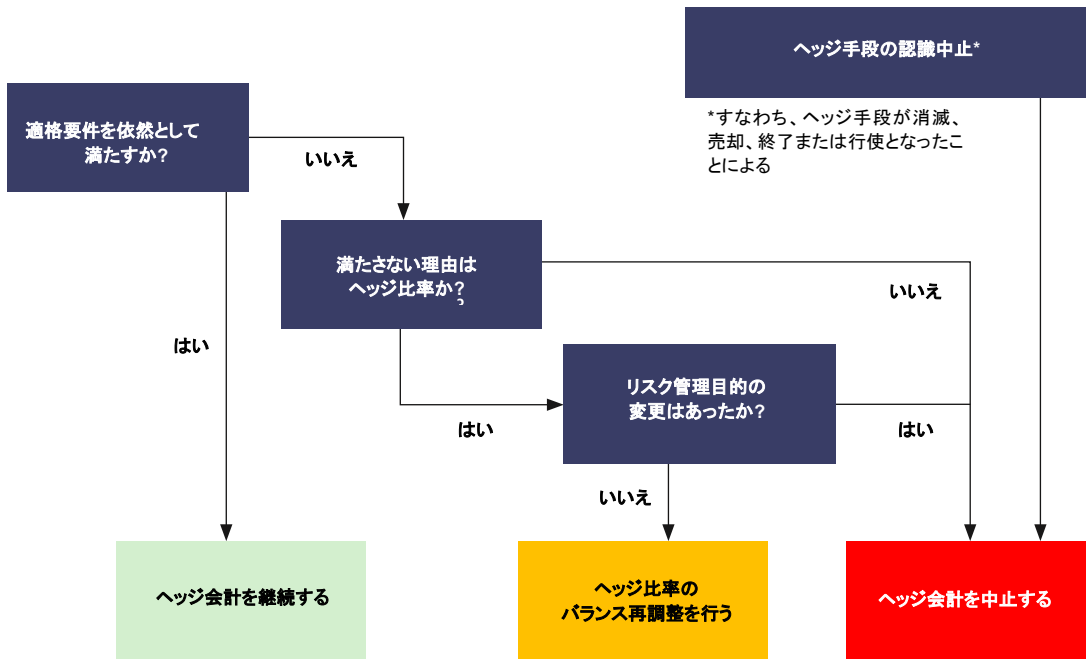 ヘッジ手段の認識中止*
*すなわち、ヘッジ手段が消滅、
売却、終了または行使となったこ
とによる
適格要件を依然として
満たすか?
いいえ
満たさない理由は
ヘッジ比率か?
?
いいえ
はい
リスク管理目的の
変更はあったか?
はい
はい
いいえ
ヘッジ会計を継続する
ヘッジ比率の
バランス再調整を行う
ヘッジ会計を中止する